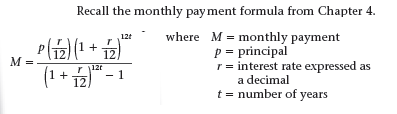 Recall the monthly payment formula from Chapter 4.
M = p(r/12)(1 + r/12)^12t / (1 + r/12)^12t − 1
where M = monthly payment
p = principal
r = interest rate expressed as
a decimal
t = number of years